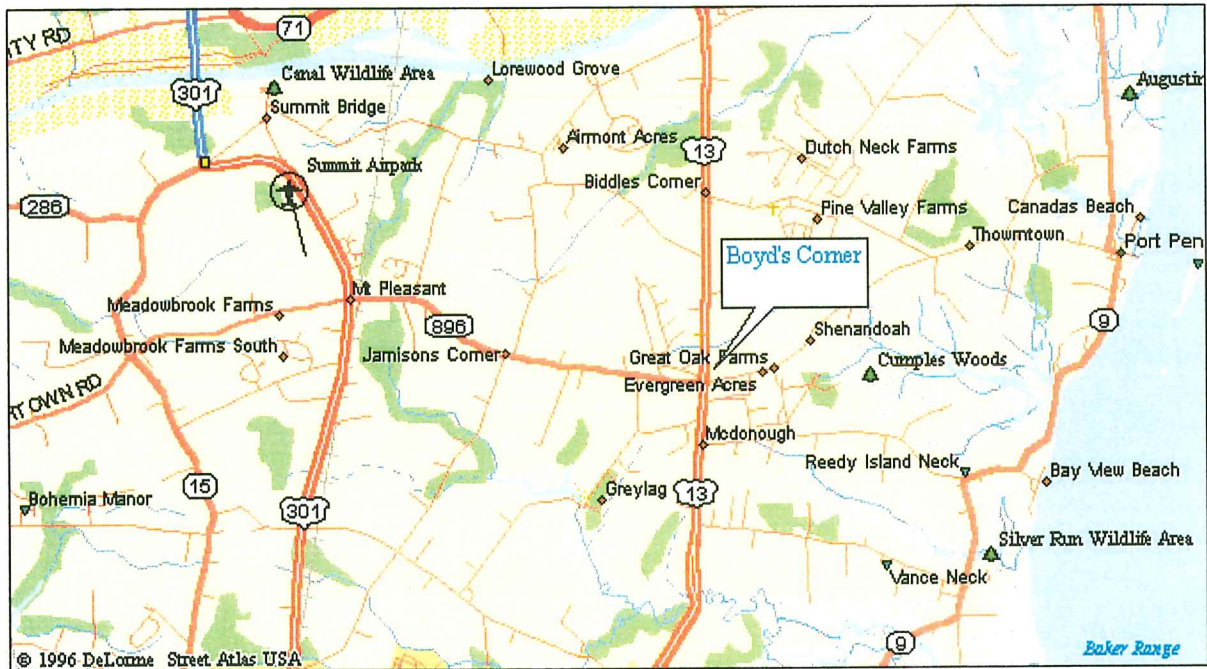 71
ITY RD
Canal Wildlife Area
Lorewood Grove
Augustin
301
Summit Bridge
Airmont Acres
13
Dutch Neck Farms
Summit Airpark
Biddles Corner
286
Pine Valley Farms
Canadas Beach
Thorntown
Port Pen
Boyd's Corner
Mt Pleasant
Meadowbrook Farms
896
Shenandoah
9
Meadowbrook Farms South
Jamisons Corner
Great Oak Farms
Cumples Woods
Evergreen Acres
RTOWN RD
Mcdonough
Reedy Island Neck
Bay View Beach
15
Bohemia Manor
Greylag
13
301
Silver Run Wildlife Area
Vance Neck
9
© 1996 DeLorme Street Atlas USA
Baker Range